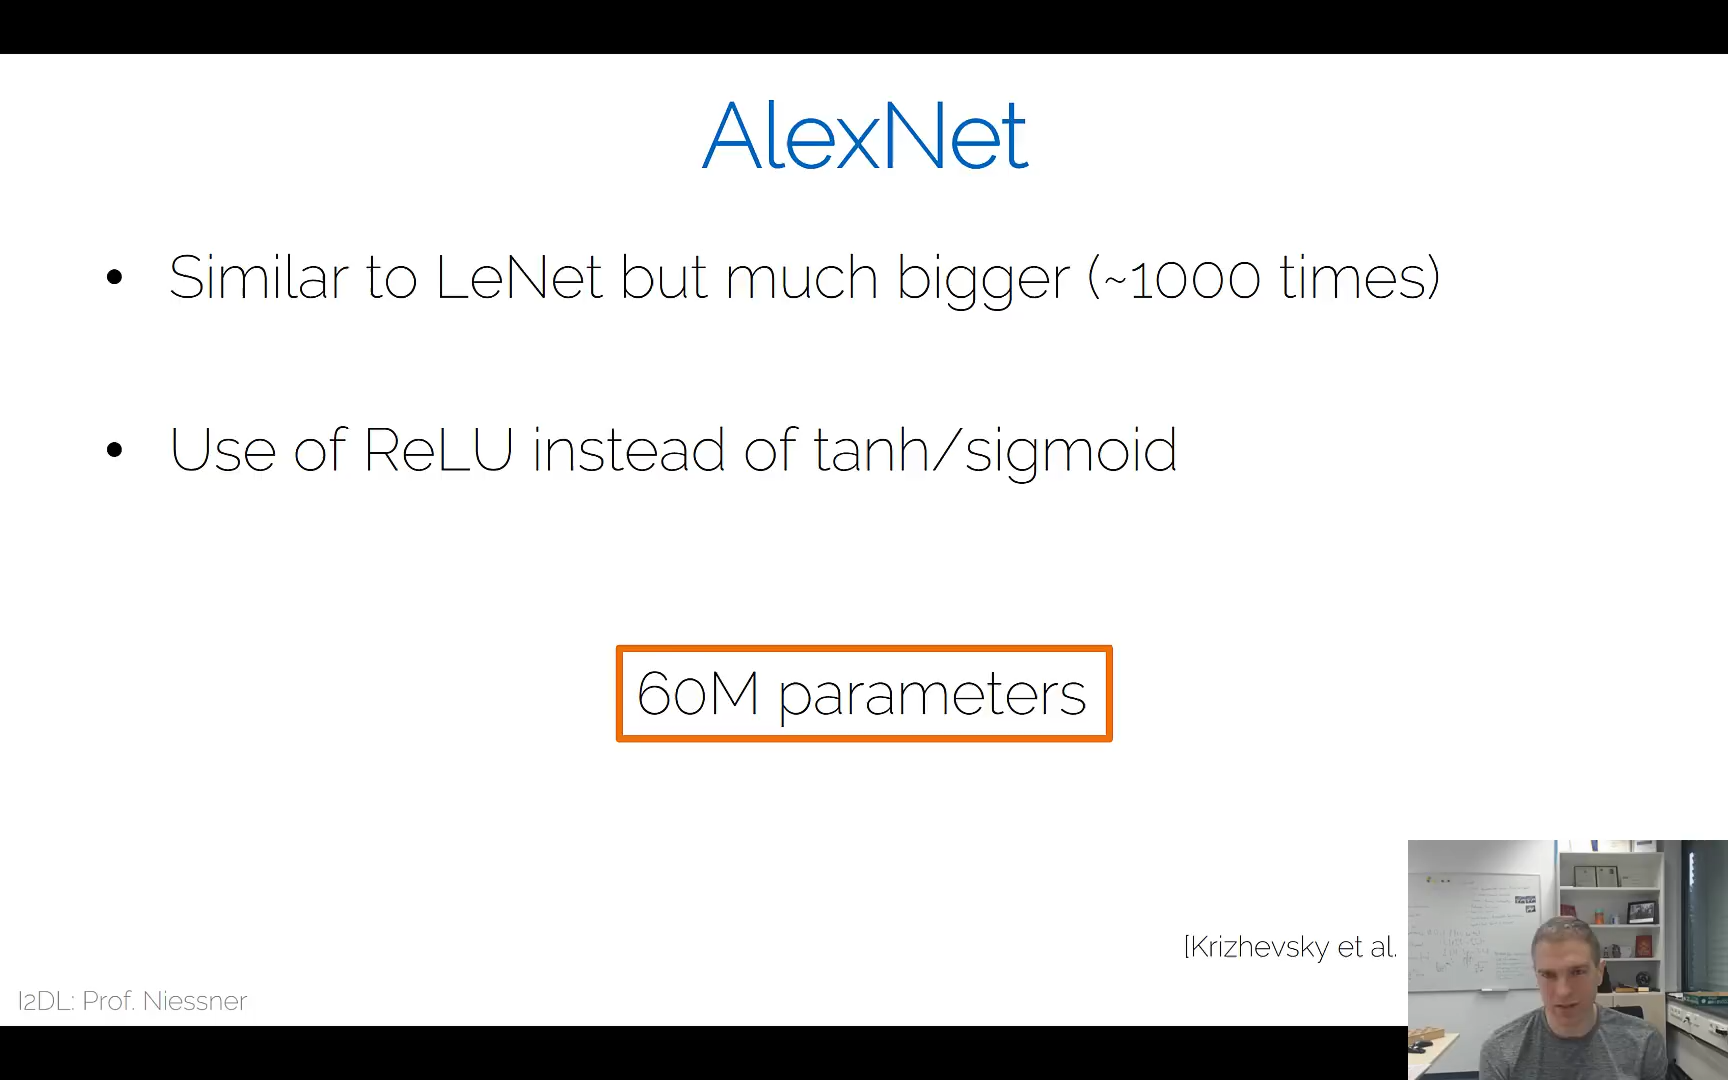 AlexNet
• Similar to LeNet but much bigger (~1000 times)
• Use of ReLU instead of tanh/sigmoid
60M parameters
[Krizhevsky et al.
I2DL: Prof. Niessner